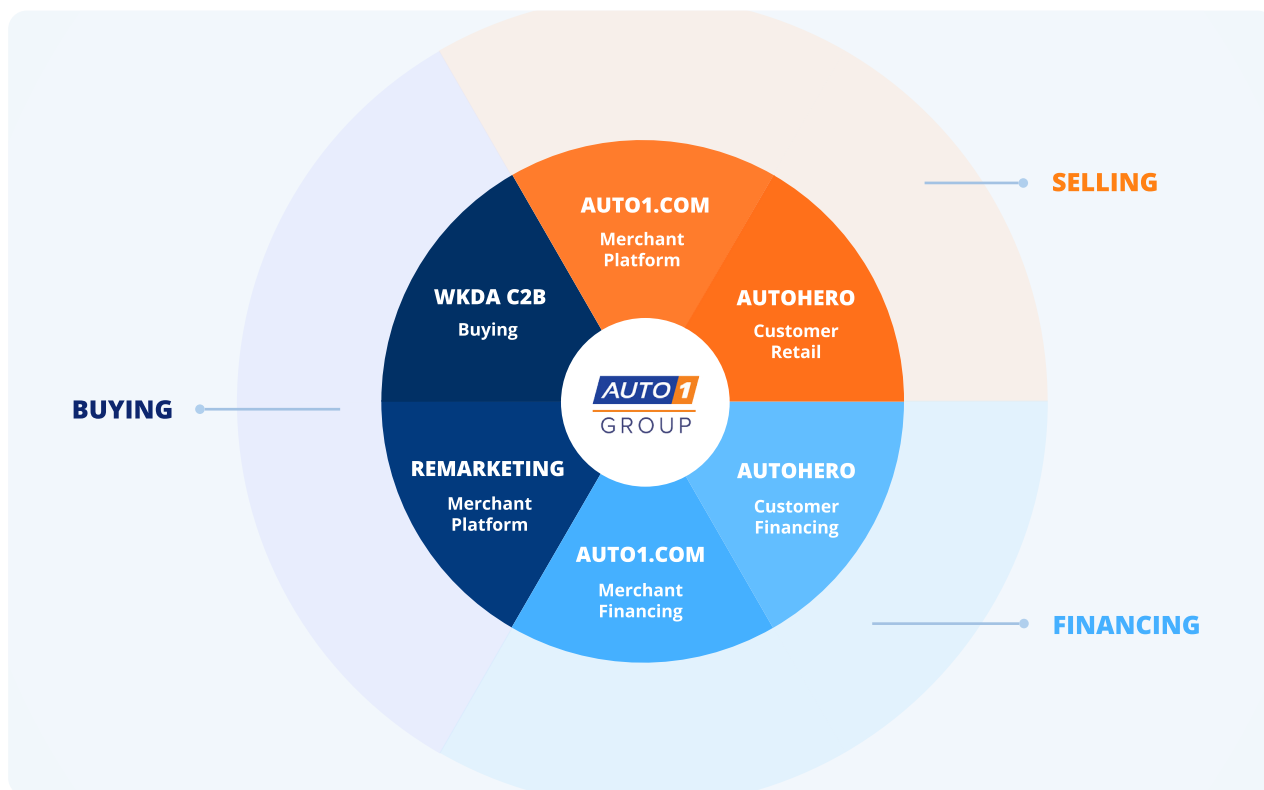 AUTO1.COM
Merchant
Platform
SELLING
WKDA C2B
Buying
AUTOHERO
Customer
Retail
AUTO1
GROUP
BUYING
REMARKETING
Merchant
Platform
AUTOHERO
Customer
Financing
AUTO1.COM
Merchant
Financing
FINANCING